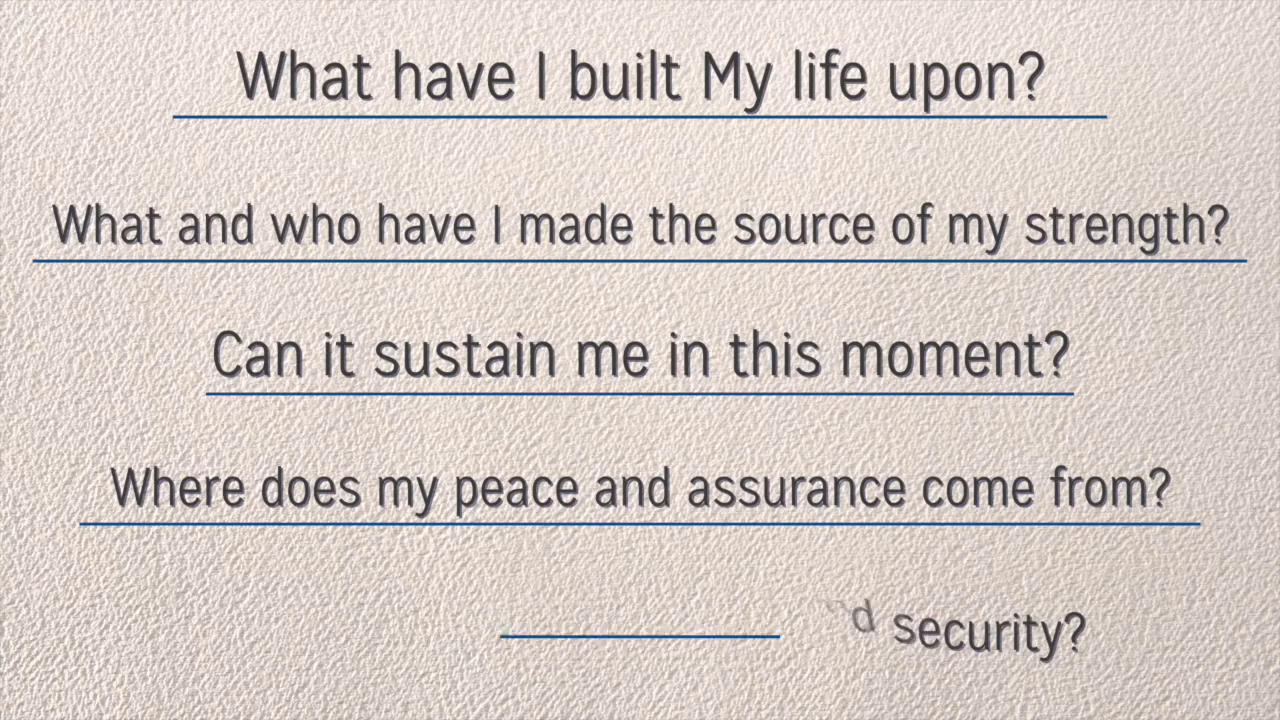 What have I built My life upon?
What and who have I made the source of my strength?
Can it sustain me in this moment?
Where does my peace and assurance come from?
security?